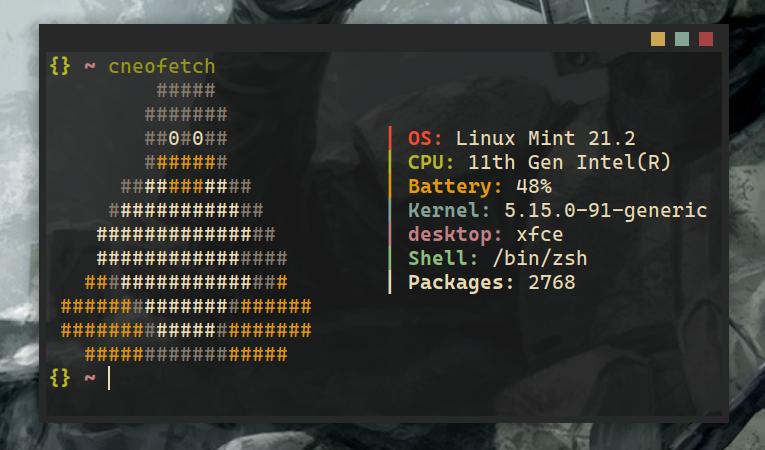 {} ~ cneofetch
#####
#######
##0#0##
#######
###########
#############
###############
################
#################
#####################
#####################
#################
OS: Linux Mint 21.2
CPU: 11th Gen Intel(R)
Battery: 48%
Kernel: 5.15.0-91-generic
desktop: xfce
Shell: /bin/zsh
Packages: 2768
{} ~